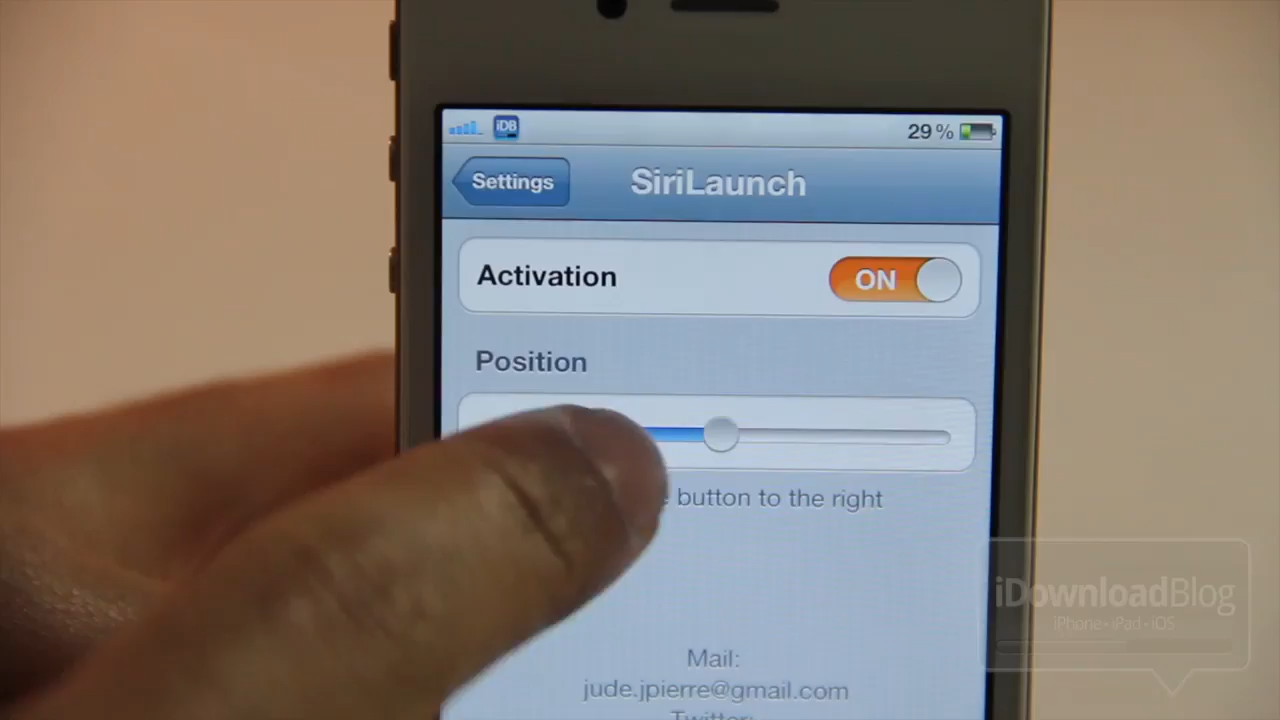 iDB
29%
Settings
SiriLaunch
Activation
ON
Position
button to the right
iDownloadBlog
iPhone • iPad • iOS
Mail:
jude.jpierre@gmail.com
Twitter: